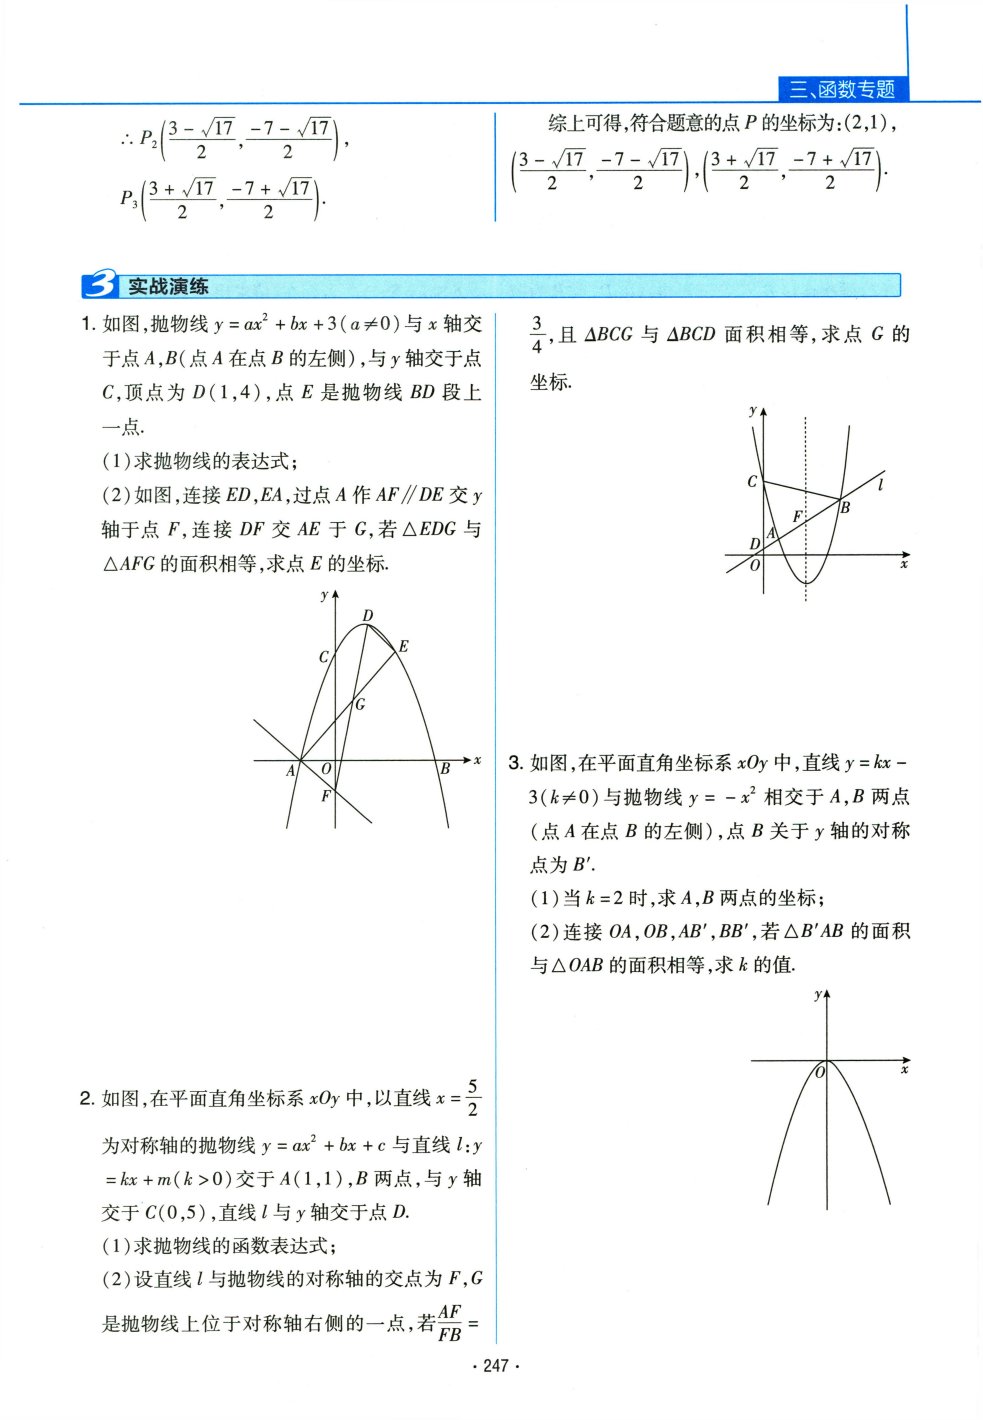 三、函数专题
∴ P₂((3 - √17)/2, (-7 - √17)/2),
P₃((3 + √17)/2, (-7 + √17)/2).
综上可得,符合题意的点 P 的坐标为:(2,1),
((3 - √17)/2, (-7 - √17)/2),((3 + √17)/2, (-7 + √17)/2).
3 实战演练
1. 如图,抛物线 y = ax² + bx + 3(a≠0)与 x 轴交
于点 A,B(点 A 在点 B 的左侧),与 y 轴交于点
C,顶点为 D(1,4),点 E 是抛物线 BD 段上
一点.
(1)求抛物线的表达式;
(2)如图,连接 ED,EA,过点 A 作 AF∥DE 交 y
轴于点 F,连接 DF 交 AE 于 G,若△EDG 与
△AFG 的面积相等,求点 E 的坐标.
y
D
C
E
G
A
O
B
x
F
2. 如图,在平面直角坐标系 xOy 中,以直线 x = 5/2
为对称轴的抛物线 y = ax² + bx + c 与直线 l:y
= kx + m(k > 0)交于 A(1,1),B 两点,与 y 轴
交于 C(0,5),直线 l 与 y 轴交于点 D.
(1)求抛物线的函数表达式;
(2)设直线 l 与抛物线的对称轴的交点为 F,G
是抛物线上位于对称轴右侧的一点,若 AF/FB =
3/4,且 ΔBCG 与 ΔBCD 面积相等,求点 G 的
坐标.
y
C
l
B
F
A
D
O
x
3. 如图,在平面直角坐标系 xOy 中,直线 y = kx -
3(k≠0)与抛物线 y = - x² 相交于 A,B 两点
(点 A 在点 B 的左侧),点 B 关于 y 轴的对称
点为 B′.
(1)当 k = 2 时,求 A,B 两点的坐标;
(2)连接 OA,OB,AB′,BB′,若△B′AB 的面积
与△OAB 的面积相等,求 k 的值.
y
O
x
· 247 ·